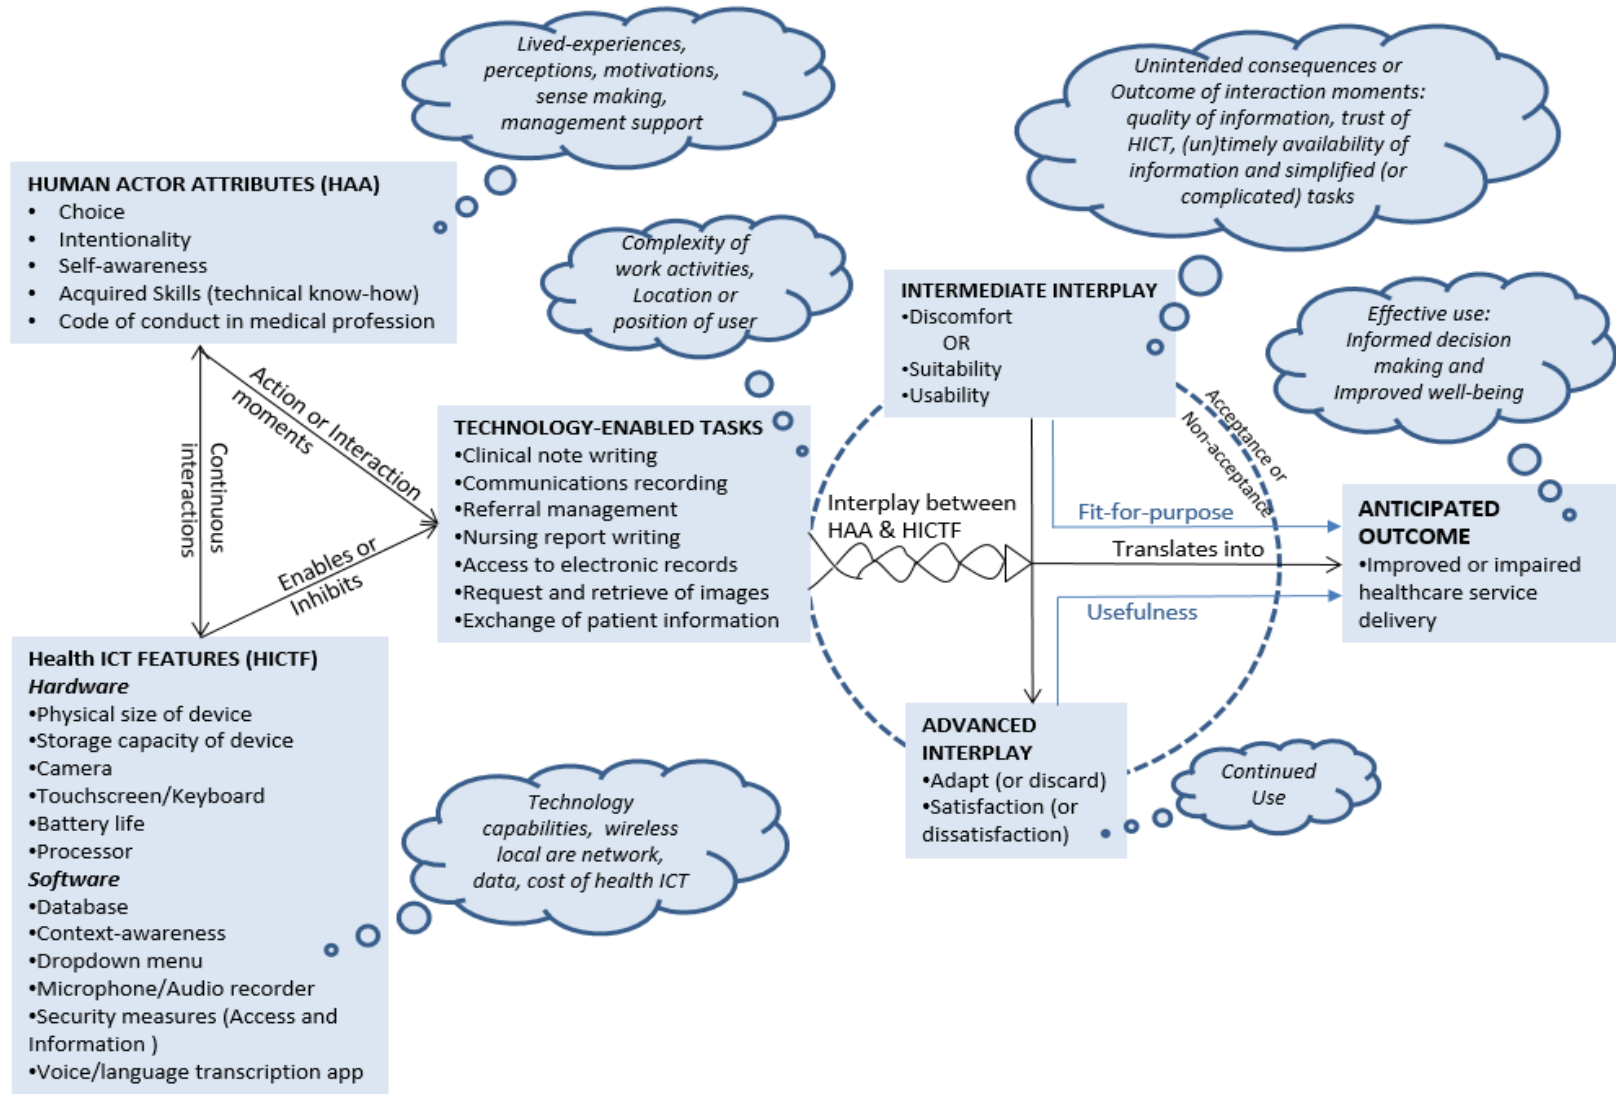 Lived-experiences,
perceptions, motivations,
sense making,
management support
Unintended consequences or
Outcome of interaction moments:
quality of information, trust of
HICT, (un)timely availability of
information and simplified (or
complicated) tasks
HUMAN ACTOR ATTRIBUTES (HAA)
• Choice
• Intentionality
• Self-awareness
• Acquired Skills (technical know-how)
• Code of conduct in medical profession
Complexity of
work activities,
Location or
position of user
INTERMEDIATE INTERPLAY
•Discomfort
OR
•Suitability
•Usability
Effective use:
Informed decision
making and
Improved well-being
Action or Interaction
moments
Continuous
interactions
Enables or
Inhibits
TECHNOLOGY-ENABLED TASKS
•Clinical note writing
•Communications recording
•Referral management
•Nursing report writing
•Access to electronic records
•Request and retrieve of images
•Exchange of patient information
Interplay between
HAA & HICTF
Acceptance or
Non-acceptance
Fit-for-purpose
Translates into
Usefulness
ANTICIPATED
OUTCOME
•Improved or impaired
healthcare service
delivery
Health ICT FEATURES (HICTF)
Hardware
•Physical size of device
•Storage capacity of device
•Camera
•Touchscreen/Keyboard
•Battery life
•Processor
Software
•Database
•Context-awareness
•Dropdown menu
•Microphone/Audio recorder
•Security measures (Access and
Information )
•Voice/language transcription app
Technology
capabilities, wireless
local are network,
data, cost of health ICT
ADVANCED
INTERPLAY
•Adapt (or discard)
•Satisfaction (or
dissatisfaction)
Continued
Use